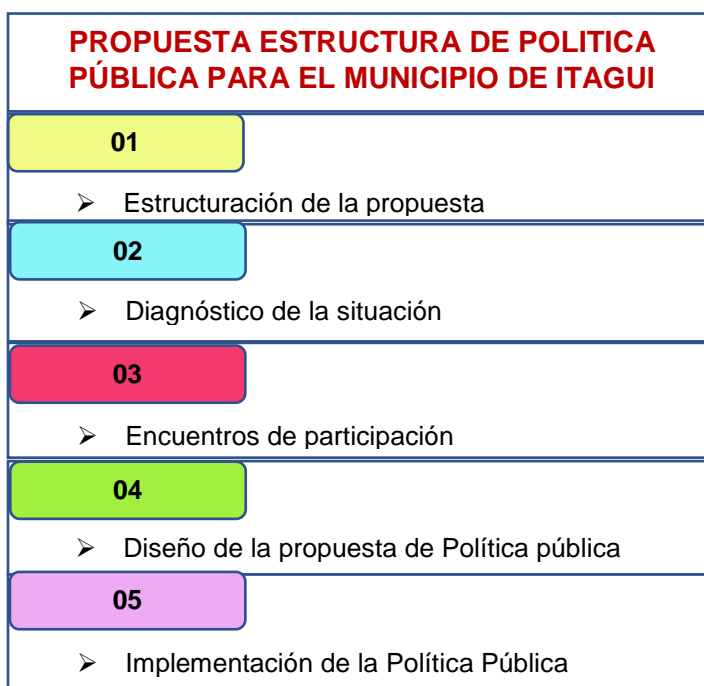 PROPUESTA ESTRUCTURA DE POLITICA
PÚBLICA PARA EL MUNICIPIO DE ITAGUI
01
➢ Estructuración de la propuesta
02
➢ Diagnóstico de la situación
03
➢ Encuentros de participación
04
➢ Diseño de la propuesta de Política pública
05
➢ Implementación de la Política Pública